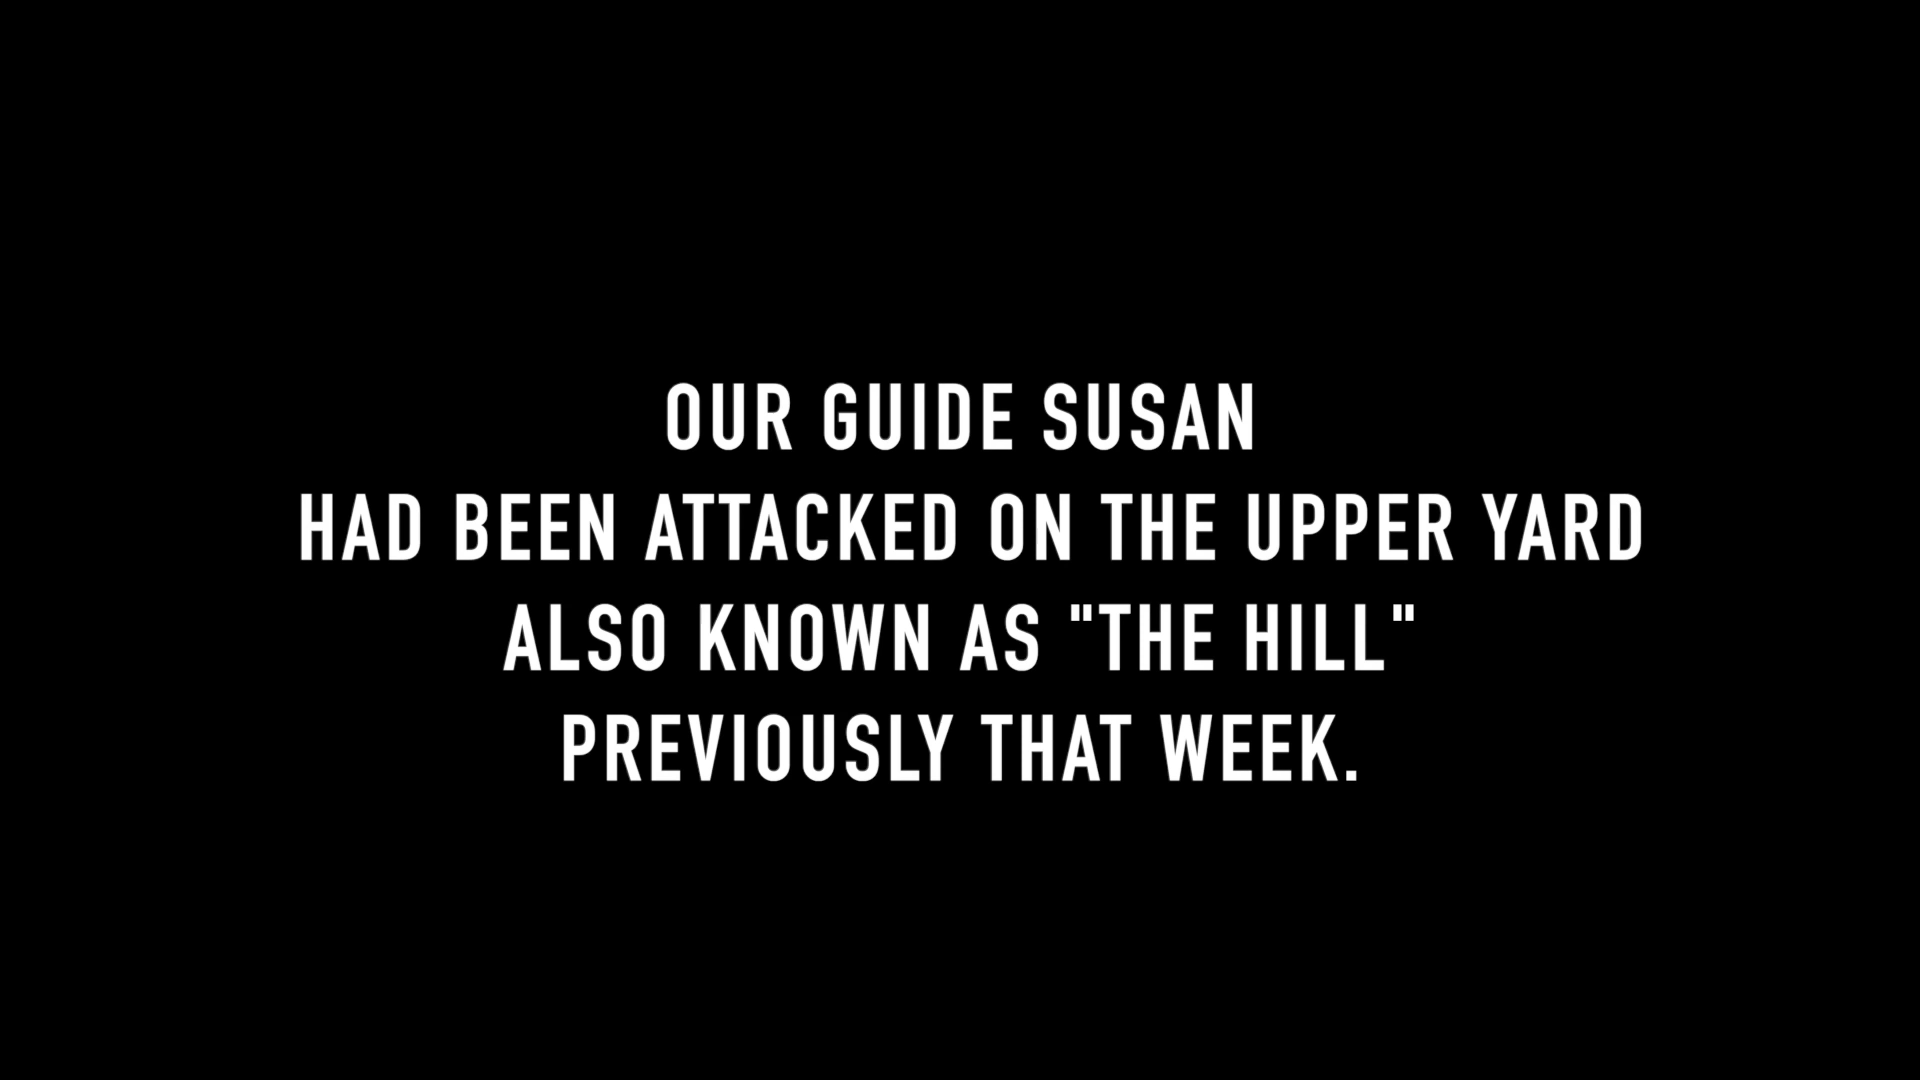 OUR GUIDE SUSAN
HAD BEEN ATTACKED ON THE UPPER YARD
ALSO KNOWN AS "THE HILL"
PREVIOUSLY THAT WEEK.